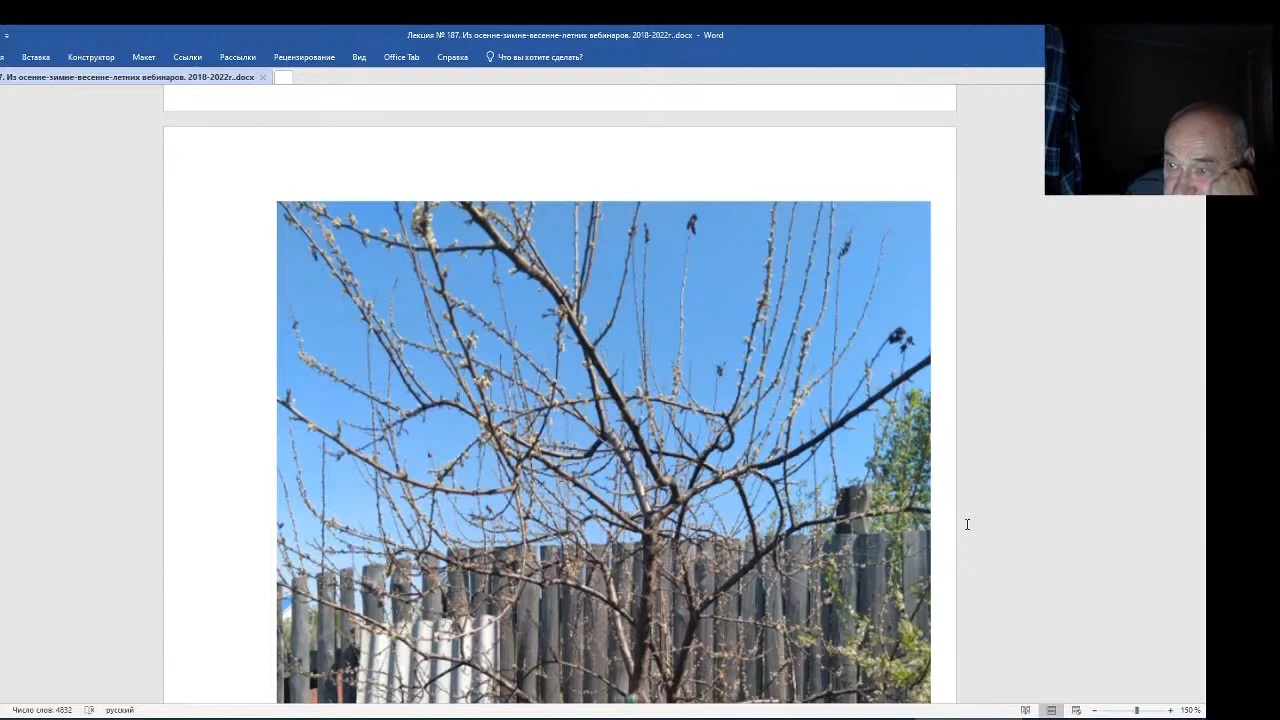 Лекция № 187. Из осенне-зимне-весенне-летних вебинаров. 2018-2022г..docx - Word
я Вставка Конструктор Макет Ссылки Рассылки Рецензирование Вид Office Tab Справка Что вы хотите сделать?
7. Из осенне-зимне-весенне-летних вебинаров. 2018-2022г..docx
Число слов: 4832 русский 150 %